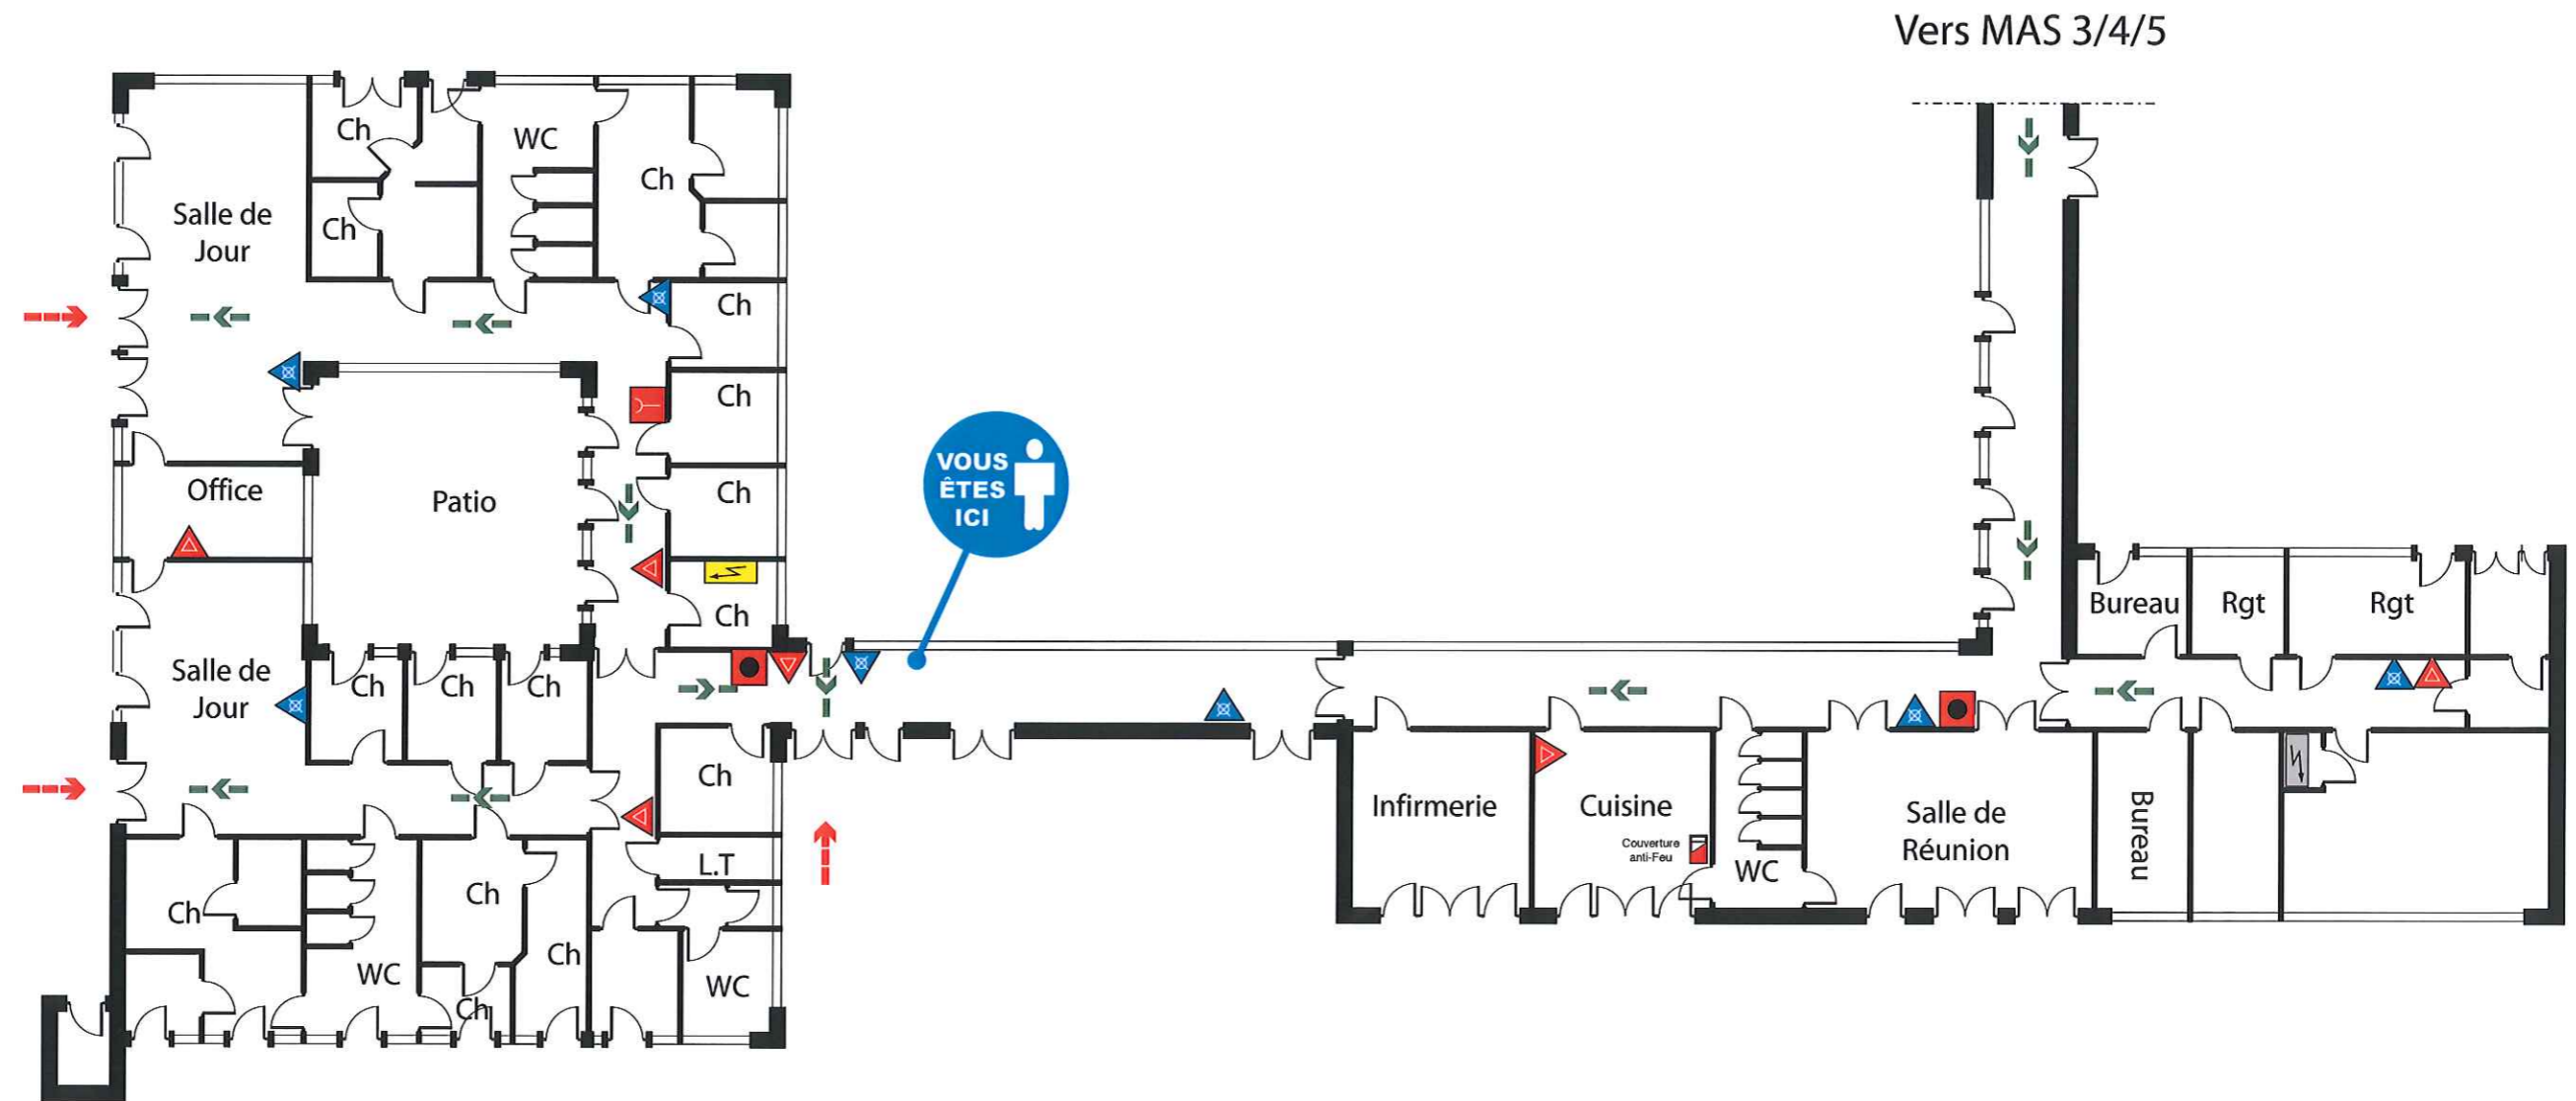 Vers MAS 3/4/5
Ch
WC
Ch
Salle de
Jour
Ch
Ch
Ch
Office
Patio
Ch
Ch
VOUS
ÊTES
ICI
Salle de
Jour
Ch
Ch
Ch
Ch
L.T
Ch
Ch
Ch
WC
Ch
WC
Bureau
Rgt
Rgt
Infirmerie
Cuisine
Couverture
anti-Feu
WC
Salle de
Réunion
Bureau